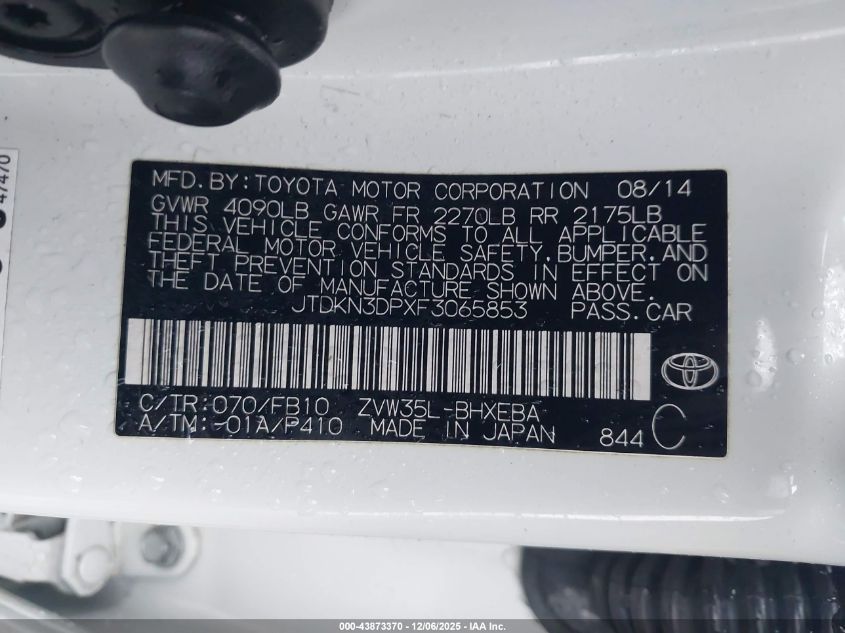 47470
MFD. BY: TOYOTA MOTOR CORPORATION 08/14
GVWR 4090LB GAWR FR 2270LB RR 2175LB
THIS VEHICLE CONFORMS TO ALL APPLICABLE
FEDERAL MOTOR VEHICLE SAFETY, BUMPER, AND
THEFT PREVENTION STANDARDS IN EFFECT ON
THE DATE OF MANUFACTURE SHOWN ABOVE.
JTDKN3DPXF3065853 PASS. CAR
C/TR: 070/FB10 ZVW35L-BHXEBA
A/TM: -01A/P410 MADE IN JAPAN 844 C
000-43873370 - 12/06/2025 - IAA Inc.